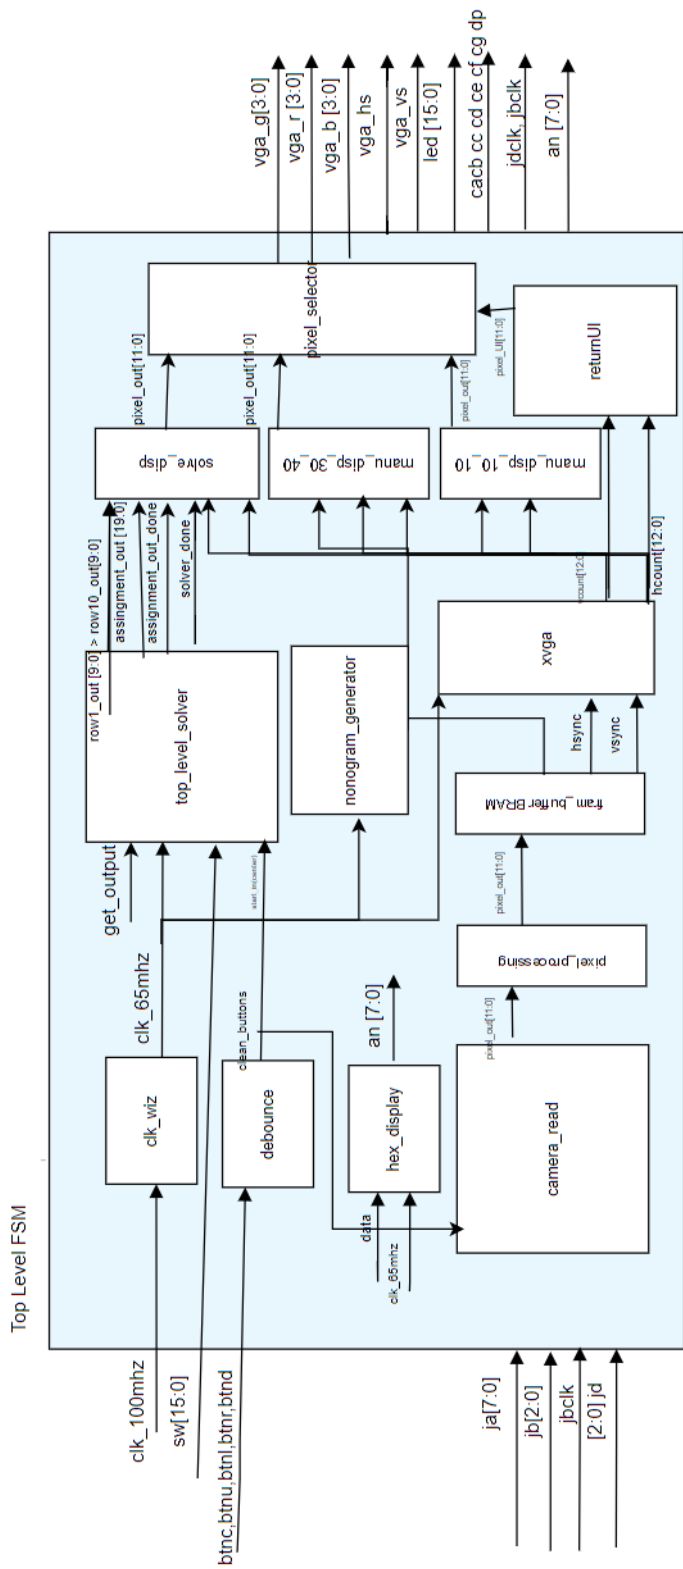 Top Level FSM
clk_100mhz
sw[15:0]
btnc,btnu,btnl,btnr,btnd
ja[7:0]
jb[2:0]
jbclk
[2:0] jd
clk_wiz
debounce
hex_display
data
clk_65mhz
camera_read
clk_65mhz
clean_buttons
an [7:0]
pixel_out[11:0]
pixel_processing
pixel_out[11:0]
get_output
start_in(center)
top_level_solver
nonogram_generator
fram_buffer BRAM
hsync
vsync
xvga
row1_out [9:0] > row10_out[9:0]
assingment_out [19:0]
assignment_out_done
solver_done
vcount[12:0]
hcount[12:0]
solve_disp
manu_disp_30_40
manu_disp_10_10
returnUI
pixel_out[11:0]
pixel_out[11:0]
pixel_out[11:0]
pixel_UI[11:0]
pixel_selector
vga_g[3:0]
vga_r [3:0]
vga_b [3:0]
vga_hs
vga_vs
led [15:0]
cacb cc cd ce cf cg dp
jdclk, jbclk
an [7:0]